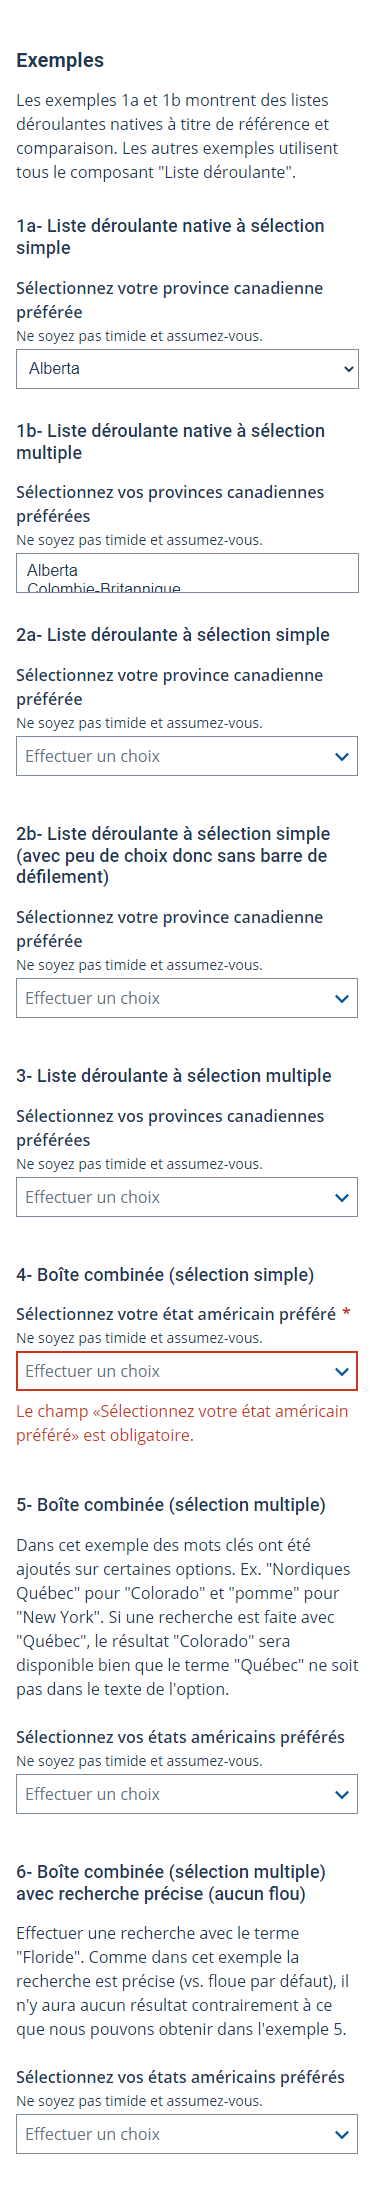 Exemples
Les exemples 1a et 1b montrent des listes
déroulantes natives à titre de référence et
comparaison. Les autres exemples utilisent
tous le composant "Liste déroulante".
1a- Liste déroulante native à sélection
simple
Sélectionnez votre province canadienne
préférée
Ne soyez pas timide et assumez-vous.
Alberta
1b- Liste déroulante native à sélection
multiple
Sélectionnez vos provinces canadiennes
préférées
Ne soyez pas timide et assumez-vous.
Alberta
Colombie-Britannique
2a- Liste déroulante à sélection simple
Sélectionnez votre province canadienne
préférée
Ne soyez pas timide et assumez-vous.
Effectuer un choix
2b- Liste déroulante à sélection simple
(avec peu de choix donc sans barre de
défilement)
Sélectionnez votre province canadienne
préférée
Ne soyez pas timide et assumez-vous.
Effectuer un choix
3- Liste déroulante à sélection multiple
Sélectionnez vos provinces canadiennes
préférées
Ne soyez pas timide et assumez-vous.
Effectuer un choix
4- Boîte combinée (sélection simple)
Sélectionnez votre état américain préféré *
Ne soyez pas timide et assumez-vous.
Effectuer un choix
Le champ «Sélectionnez votre état américain
préféré» est obligatoire.
5- Boîte combinée (sélection multiple)
Dans cet exemple des mots clés ont été
ajoutés sur certaines options. Ex. "Nordiques
Québec" pour "Colorado" et "pomme" pour
"New York". Si une recherche est faite avec
"Québec", le résultat "Colorado" sera
disponible bien que le terme "Québec" ne soit
pas dans le texte de l'option.
Sélectionnez vos états américains préférés
Ne soyez pas timide et assumez-vous.
Effectuer un choix
6- Boîte combinée (sélection multiple)
avec recherche précise (aucun flou)
Effectuer une recherche avec le terme
"Floride". Comme dans cet exemple la
recherche est précise (vs. floue par défaut), il
n'y aura aucun résultat contrairement à ce
que nous pouvons obtenir dans l'exemple 5.
Sélectionnez vos états américains préférés
Ne soyez pas timide et assumez-vous.
Effectuer un choix